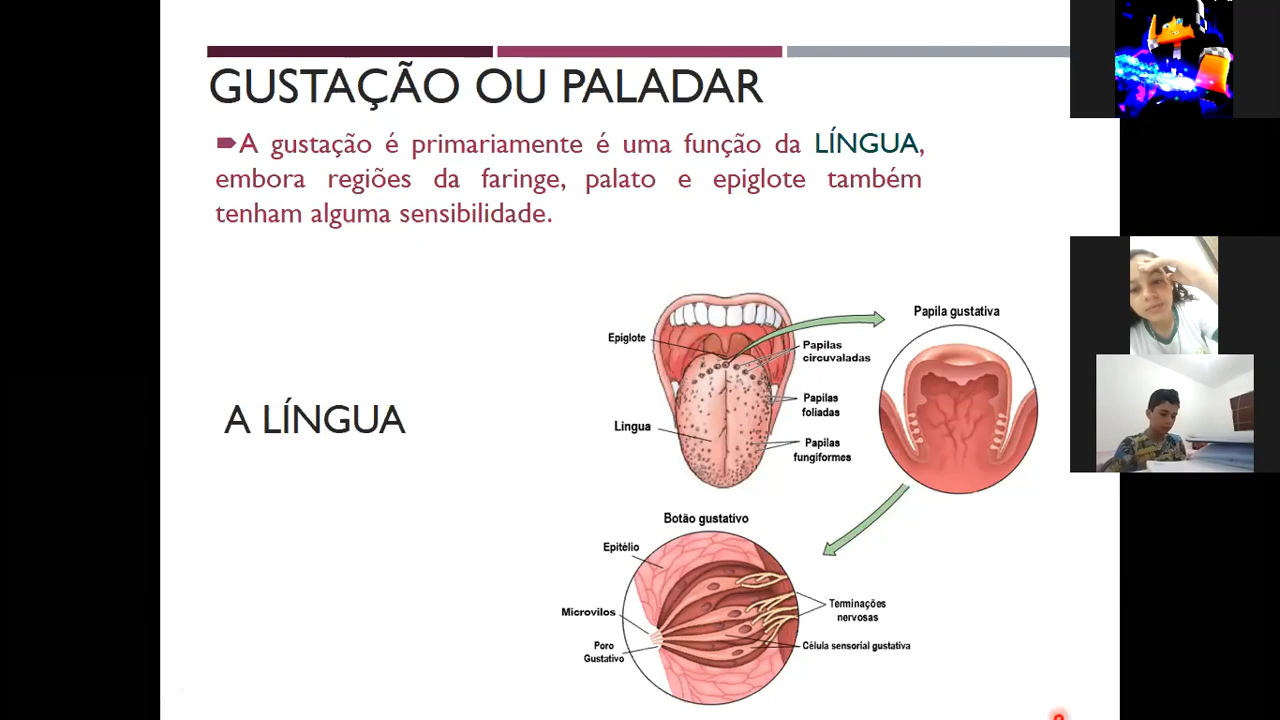 GUSTAÇÃO OU PALADAR
A gustação é primariamente é uma função da LÍNGUA,
embora regiões da faringe, palato e epiglote também
tenham alguma sensibilidade.
A LÍNGUA
Epiglote
Papilas
circuvaladas
Papilas
foliadas
Lingua
Papilas
fungiformes
Papila gustativa
Botão gustativo
Epitélio
Microvilos
Poro
Gustativo
Terminações
nervosas
Célula sensorial gustativa